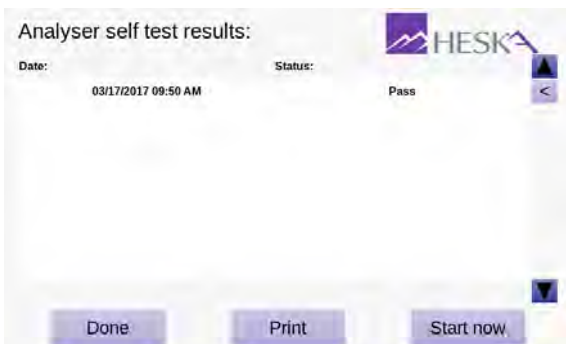 Analyser self test results:
HESKA
Date: Status:
03/17/2017 09:50 AM Pass
<
Done Print Start now